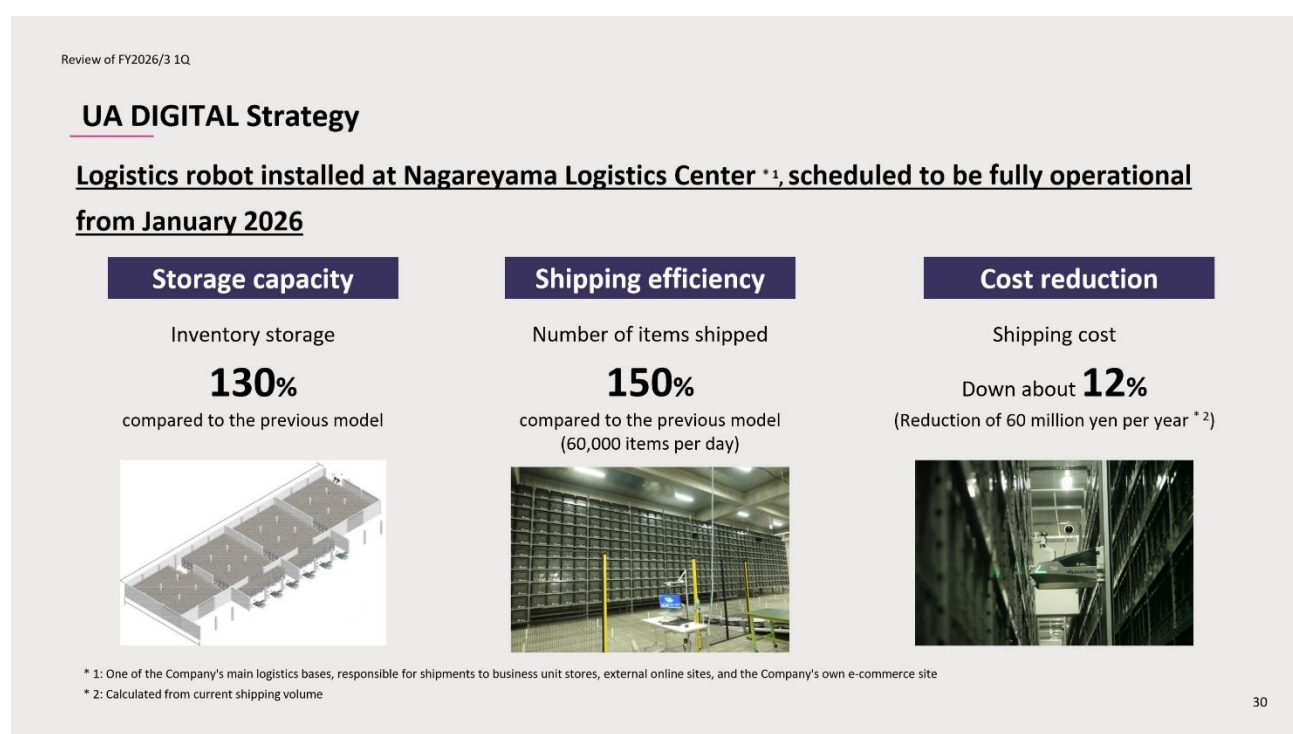 Review of FY2026/3 1Q
UA DIGITAL Strategy
Logistics robot installed at Nagareyama Logistics Center *1, scheduled to be fully operational
from January 2026
Storage capacity
Inventory storage
130%
compared to the previous model
Shipping efficiency
Number of items shipped
150%
compared to the previous model
(60,000 items per day)
Cost reduction
Shipping cost
Down about 12%
(Reduction of 60 million yen per year *2)
* 1: One of the Company's main logistics bases, responsible for shipments to business unit stores, external online sites, and the Company's own e-commerce site
* 2: Calculated from current shipping volume
30